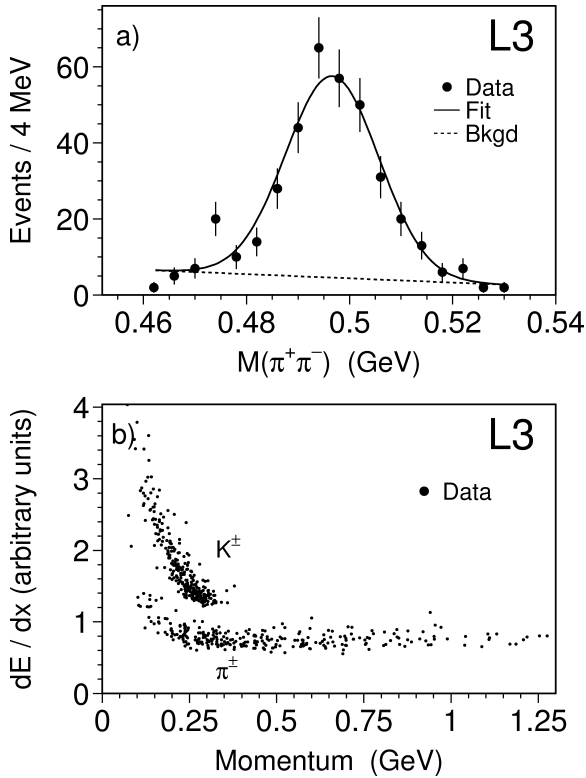 a)
L3
Events / 4 MeV
60
40
20
0
Data
Fit
Bkgd
0.46
0.48
0.5
0.52
0.54
M(π⁺π⁻) (GeV)
b)
L3
dE / dx (arbitrary units)
4
3
2
1
0
Data
K±
π±
0
0.25
0.5
0.75
1
1.25
Momentum (GeV)